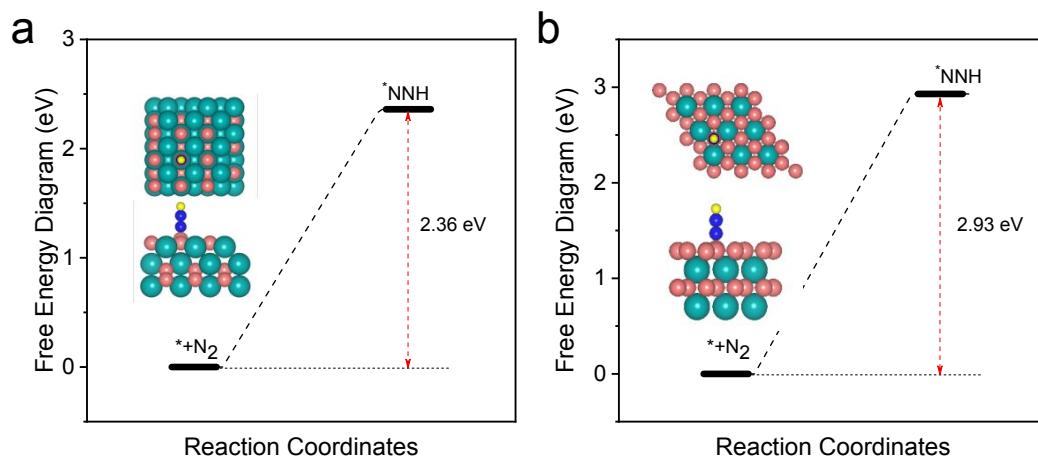 a
Free Energy Diagram (eV)
3
2
1
0
*NNH
2.36 eV
*+N2
Reaction Coordinates
b
Free Energy Diagram (eV)
3
2
1
0
*NNH
2.93 eV
*+N2
Reaction Coordinates